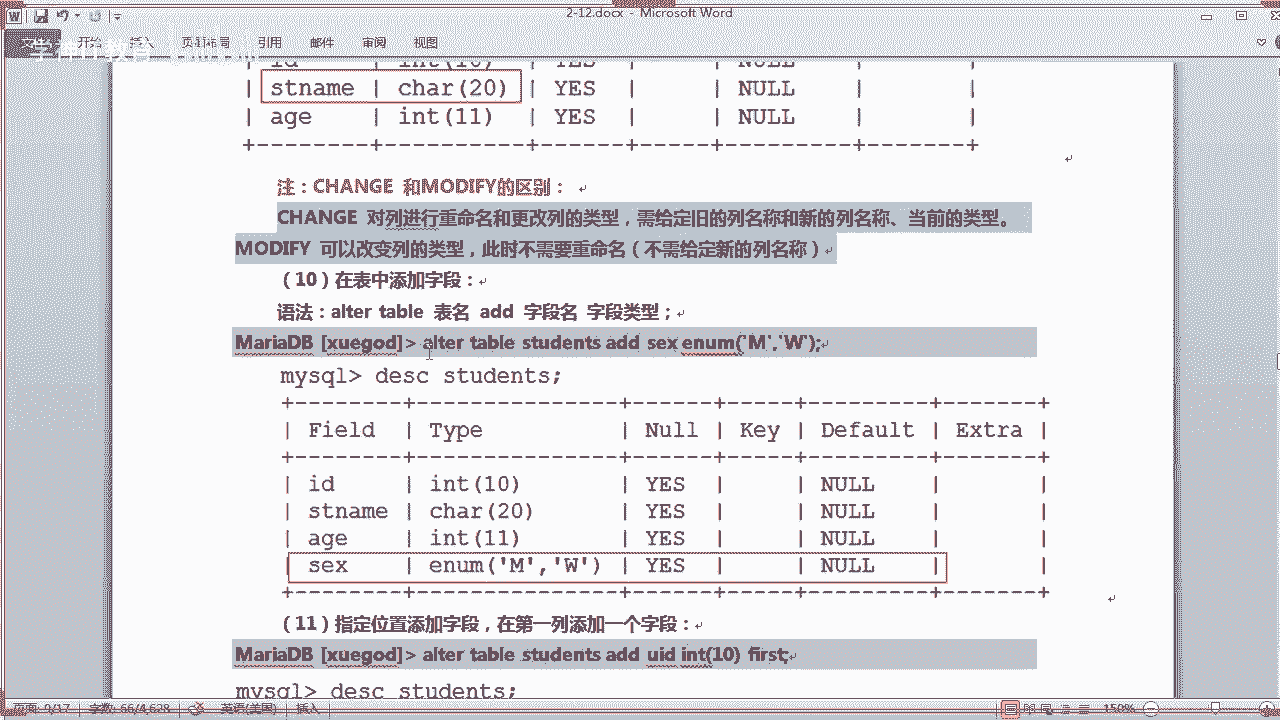 2-12.docx - Microsoft Word
开始 插入 页面布局 引用 邮件 审阅 视图
| stname | char(20) | YES | | NULL | |
| age | int(11) | YES | | NULL | |
+--------+----------+------+-----+---------+-------+
注：CHANGE 和MODIFY的区别：
CHANGE 对列进行重命名和更改列的类型，需给定旧的列名称和新的列名称、当前的类型。
MODIFY 可以改变列的类型，此时不需要重命名（不需给定新的列名称）
（10）在表中添加字段：
语法：alter table 表名 add 字段名 字段类型；
MariaDB [xuegod]> alter table students add sex enum('M','W');
mysql> desc students;
+--------+---------------+------+-----+---------+-------+
| Field | Type | Null | Key | Default | Extra |
+--------+---------------+------+-----+---------+-------+
| id | int(10) | YES | | NULL | |
| stname | char(20) | YES | | NULL | |
| age | int(11) | YES | | NULL | |
| sex | enum('M','W') | YES | | NULL | |
+--------+---------------+------+-----+---------+-------+
（11）指定位置添加字段，在第一列添加一个字段：
MariaDB [xuegod]> alter table students add uid int(10) first;
mysql> desc students;
页面: 9/17 字数: 66/4,628 英语(美国) 插入 150%